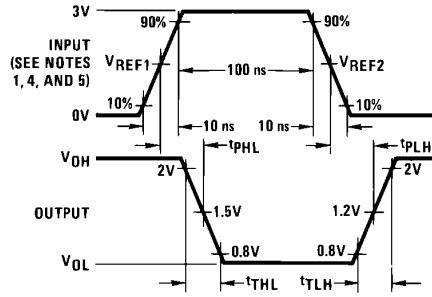 3V
90%
90%
INPUT
(SEE NOTES
1, 4, AND 5)
VREF1
100 ns
VREF2
10%
10%
0V
10 ns
10 ns
tPHL
tPLH
VOH
2V
2V
OUTPUT
1.5V
1.2V
0.8V
0.8V
VOL
tTHL
tTLH